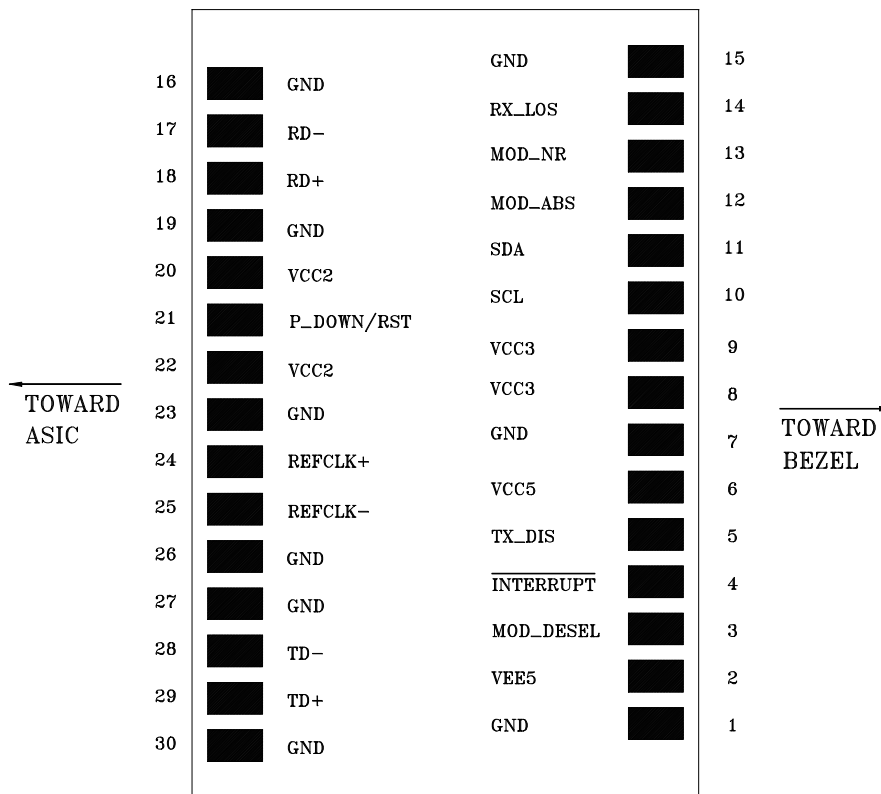 GND 15
16 GND
RX_LOS 14
17 RD-
MOD_NR 13
18 RD+
MOD_ABS 12
19 GND
SDA 11
20 VCC2
SCL 10
21 P_DOWN/RST
VCC3 9
22 VCC2
VCC3 8
TOWARD
ASIC
23 GND
GND 7
TOWARD
BEZEL
24 REFCLK+
VCC5 6
25 REFCLK-
TX_DIS 5
26 GND
INTERRUPT 4
27 GND
MOD_DESEL 3
28 TD-
VEE5 2
29 TD+
GND 1
30 GND